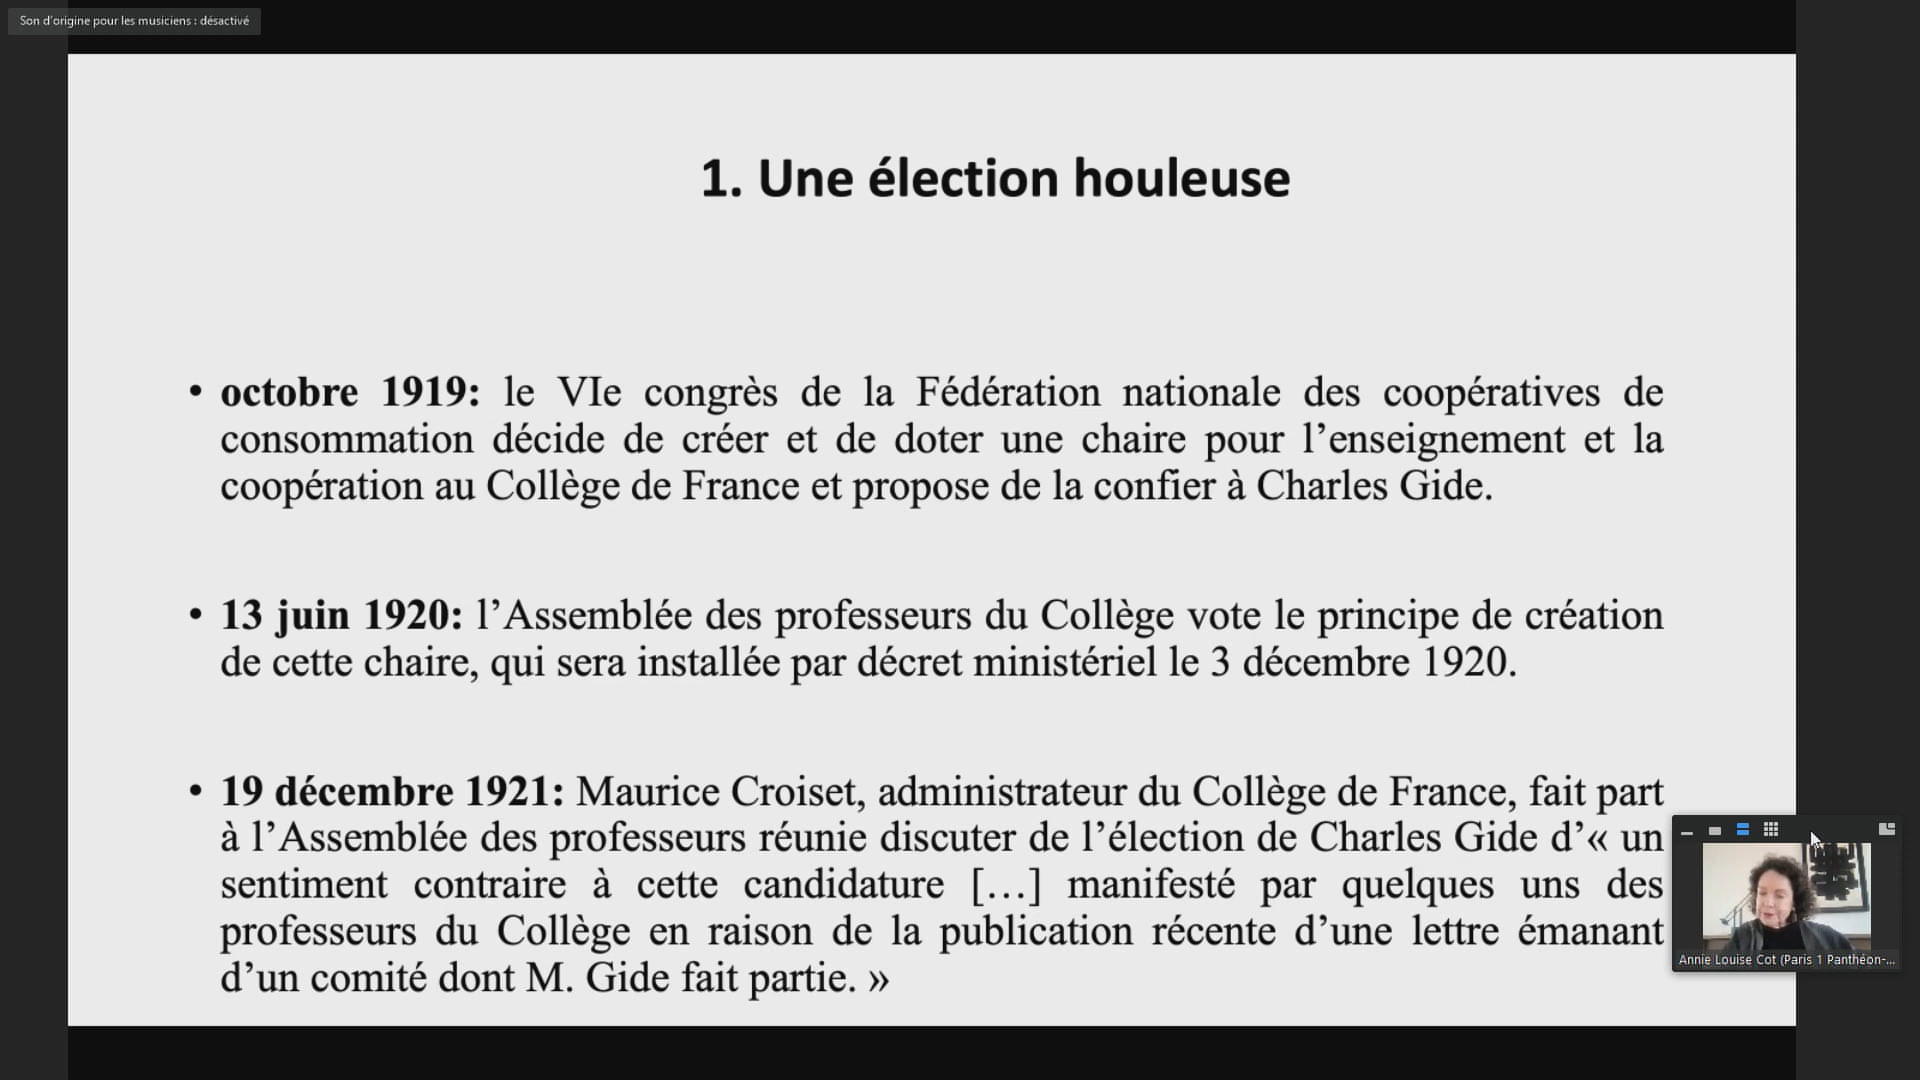 Son d'origine pour les musiciens : désactivé
1. Une élection houleuse
• octobre 1919: le VIe congrès de la Fédération nationale des coopératives de
consommation décide de créer et de doter une chaire pour l’enseignement et la
coopération au Collège de France et propose de la confier à Charles Gide.
• 13 juin 1920: l’Assemblée des professeurs du Collège vote le principe de création
de cette chaire, qui sera installée par décret ministériel le 3 décembre 1920.
• 19 décembre 1921: Maurice Croiset, administrateur du Collège de France, fait part
à l’Assemblée des professeurs réunie discuter de l’élection de Charles Gide d’« un
sentiment contraire à cette candidature […] manifesté par quelques uns des
professeurs du Collège en raison de la publication récente d’une lettre émanant
d’un comité dont M. Gide fait partie. »
Annie Louise Cot (Paris 1 Panthéon-...